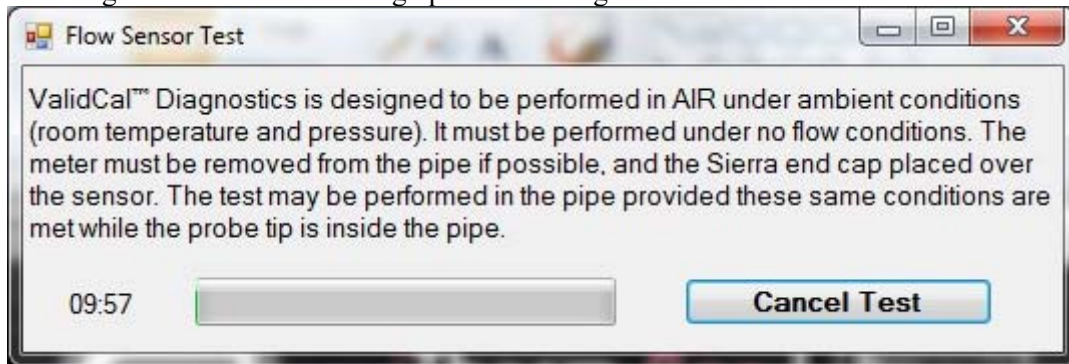 Flow Sensor Test
ValidCal™ Diagnostics is designed to be performed in AIR under ambient conditions
(room temperature and pressure). It must be performed under no flow conditions. The
meter must be removed from the pipe if possible, and the Sierra end cap placed over
the sensor. The test may be performed in the pipe provided these same conditions are
met while the probe tip is inside the pipe.
09:57
Cancel Test